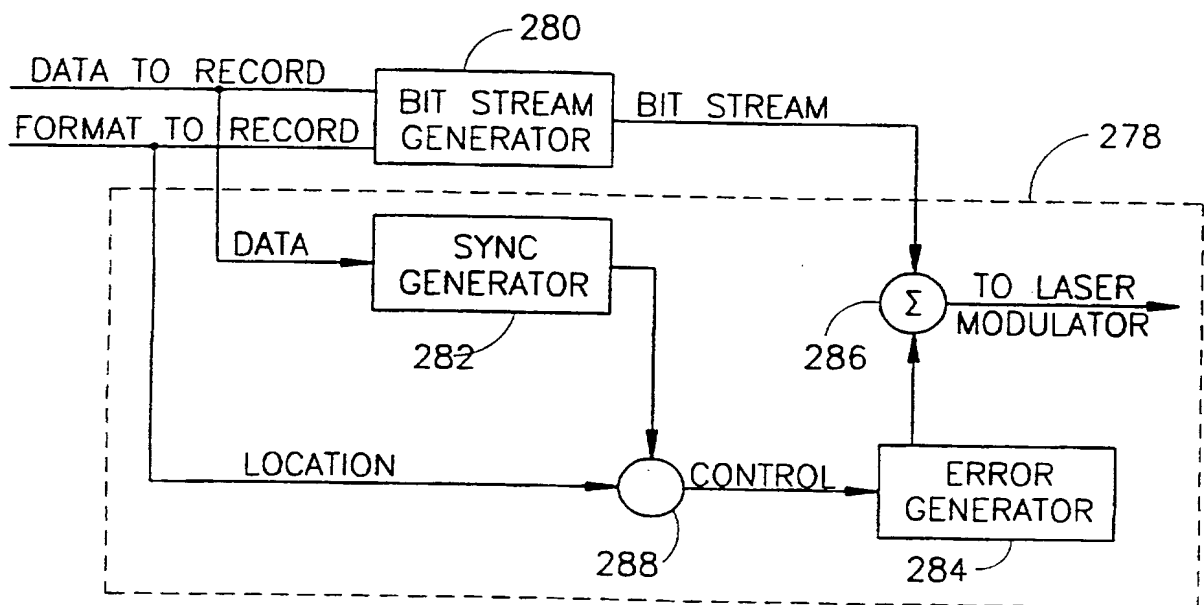 280
DATA TO RECORD
BIT STREAM
GENERATOR
BIT STREAM
FORMAT TO RECORD
278
DATA
SYNC
GENERATOR
282
Σ
286
TO LASER
MODULATOR
LOCATION
288
CONTROL
ERROR
GENERATOR
284